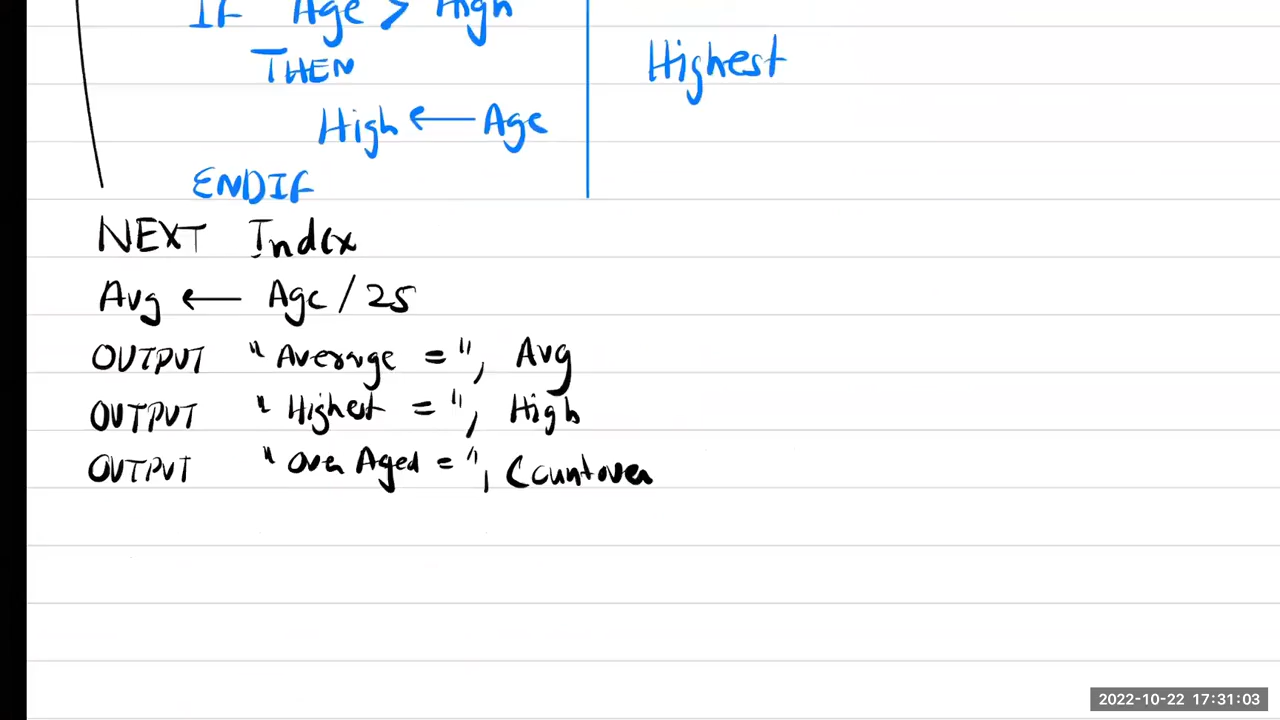 IF Age > High
THEN
Highest
High ← Age
ENDIF
NEXT Index
Avg ← Age / 25
OUTPUT "Average = ", Avg
OUTPUT "Highest = ", High
OUTPUT "Over Aged = ", Countover
2022-10-22 17:31:03